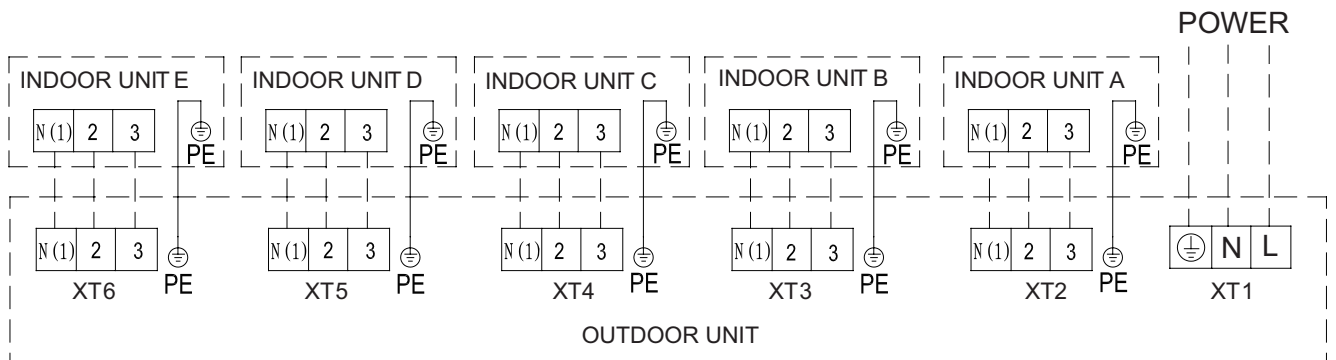 POWER
INDOOR UNIT E INDOOR UNIT D INDOOR UNIT C INDOOR UNIT B INDOOR UNIT A
N (1) 2 3 PE N (1) 2 3 PE N (1) 2 3 PE N (1) 2 3 PE N (1) 2 3 PE
N (1) 2 3 PE N (1) 2 3 PE N (1) 2 3 PE N (1) 2 3 PE N (1) 2 3 PE N L
XT6 XT5 XT4 XT3 XT2 XT1
OUTDOOR UNIT